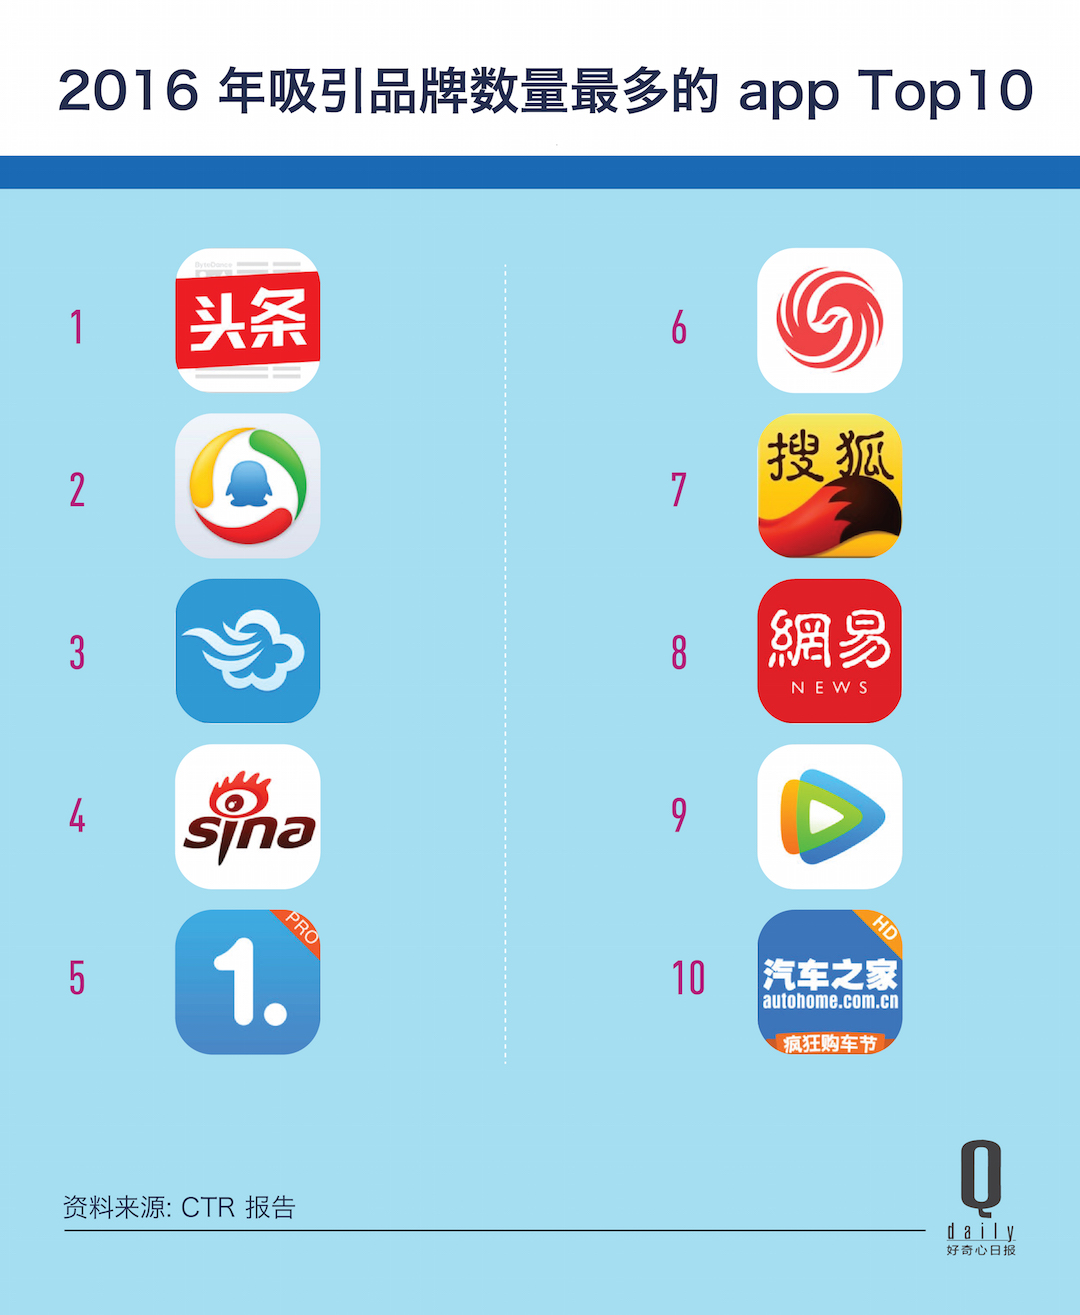 2016 年吸引品牌数量最多的 app Top10
1
ByteDance
头条
2
3
4
sina
5
PRO
1.
6
7
搜狐
8
網易
NEWS
9
10
HD
汽车之家
autohome.com.cn
疯狂购车节
资料来源: CTR 报告
Q
daily
好奇心日报